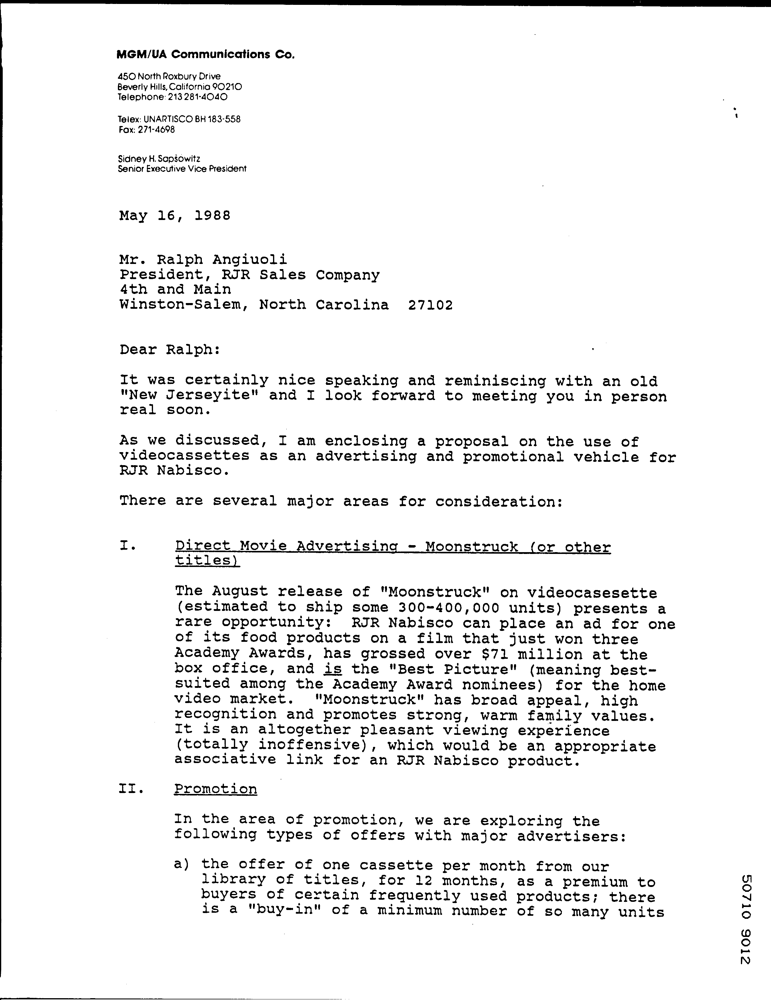 MGM/UA Communications Co.
450 North Roxbury Drive
Beverly Hills, California 90210
Telephone: 213 281-4040
Telex: UNARTISCO BH 183-558
Fax: 271-4698
Sidney H. Sapsowitz
Senior Executive Vice President
May 16, 1988
Mr. Ralph Angiuoli
President, RJR Sales Company
4th and Main
Winston-Salem, North Carolina 27102
Dear Ralph:
It was certainly nice speaking and reminiscing with an old
"New Jerseyite" and I look forward to meeting you in person
real soon.
As we discussed, I am enclosing a proposal on the use of
videocassettes as an advertising and promotional vehicle for
RJR Nabisco.
There are several major areas for consideration:
I. Direct Movie Advertising - Moonstruck (or other
titles)
The August release of "Moonstruck" on videocasesette
(estimated to ship some 300-400,000 units) presents a
rare opportunity: RJR Nabisco can place an ad for one
of its food products on a film that just won three
Academy Awards, has grossed over $71 million at the
box office, and is the "Best Picture" (meaning best-
suited among the Academy Award nominees) for the home
video market. "Moonstruck" has broad appeal, high
recognition and promotes strong, warm family values.
It is an altogether pleasant viewing experience
(totally inoffensive), which would be an appropriate
associative link for an RJR Nabisco product.
II. Promotion
In the area of promotion, we are exploring the
following types of offers with major advertisers:
a) the offer of one cassette per month from our
library of titles, for 12 months, as a premium to
buyers of certain frequently used products; there
is a "buy-in" of a minimum number of so many units
50710 9012